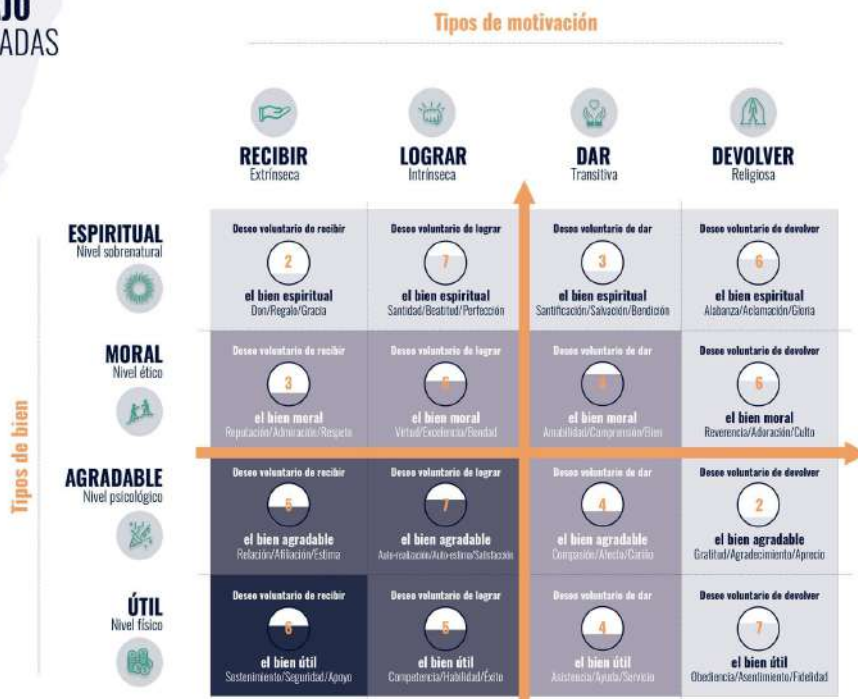 ADAS
Tipos de motivación
RECIBIR
Extrínseca
LOGRAR
Intrínseca
DAR
Transitiva
DEVOLVER
Religiosa
Tipos de bien
ESPIRITUAL
Nivel sobrenatural
Deseo voluntario de recibir
2
el bien espiritual
Don/Regalo/Gracia
Deseo voluntario de lograr
7
el bien espiritual
Santidad/Beatitud/Perfección
Deseo voluntario de dar
3
el bien espiritual
Santificación/Salvación/Bendición
Deseo voluntario de devolver
6
el bien espiritual
Alabanza/Aclamación/Gloria
MORAL
Nivel ético
Deseo voluntario de recibir
3
el bien moral
Reputación/Admiración/Respeto
Deseo voluntario de lograr
el bien moral
Virtud/Excelencia/Bondad
Deseo voluntario de dar
el bien moral
Amabilidad/Comprensión/Bien
Deseo voluntario de devolver
6
el bien moral
Reverencia/Adoración/Culto
AGRADABLE
Nivel psicológico
Deseo voluntario de recibir
5
el bien agradable
Relación/Afiliación/Estima
Deseo voluntario de lograr
7
el bien agradable
Auto-realización/Auto-estima/Satisfacción
Deseo voluntario de dar
4
el bien agradable
Compasión/Afecto/Cariño
Deseo voluntario de devolver
2
el bien agradable
Gratitud/Agradecimiento/Aprecio
ÚTIL
Nivel físico
Deseo voluntario de recibir
6
el bien útil
Sostenimiento/Seguridad/Apoyo
Deseo voluntario de lograr
5
el bien útil
Competencia/Habilidad/Éxito
Deseo voluntario de dar
4
el bien útil
Asistencia/Ayuda/Servicio
Deseo voluntario de devolver
7
el bien útil
Obediencia/Asentimiento/Fidelidad